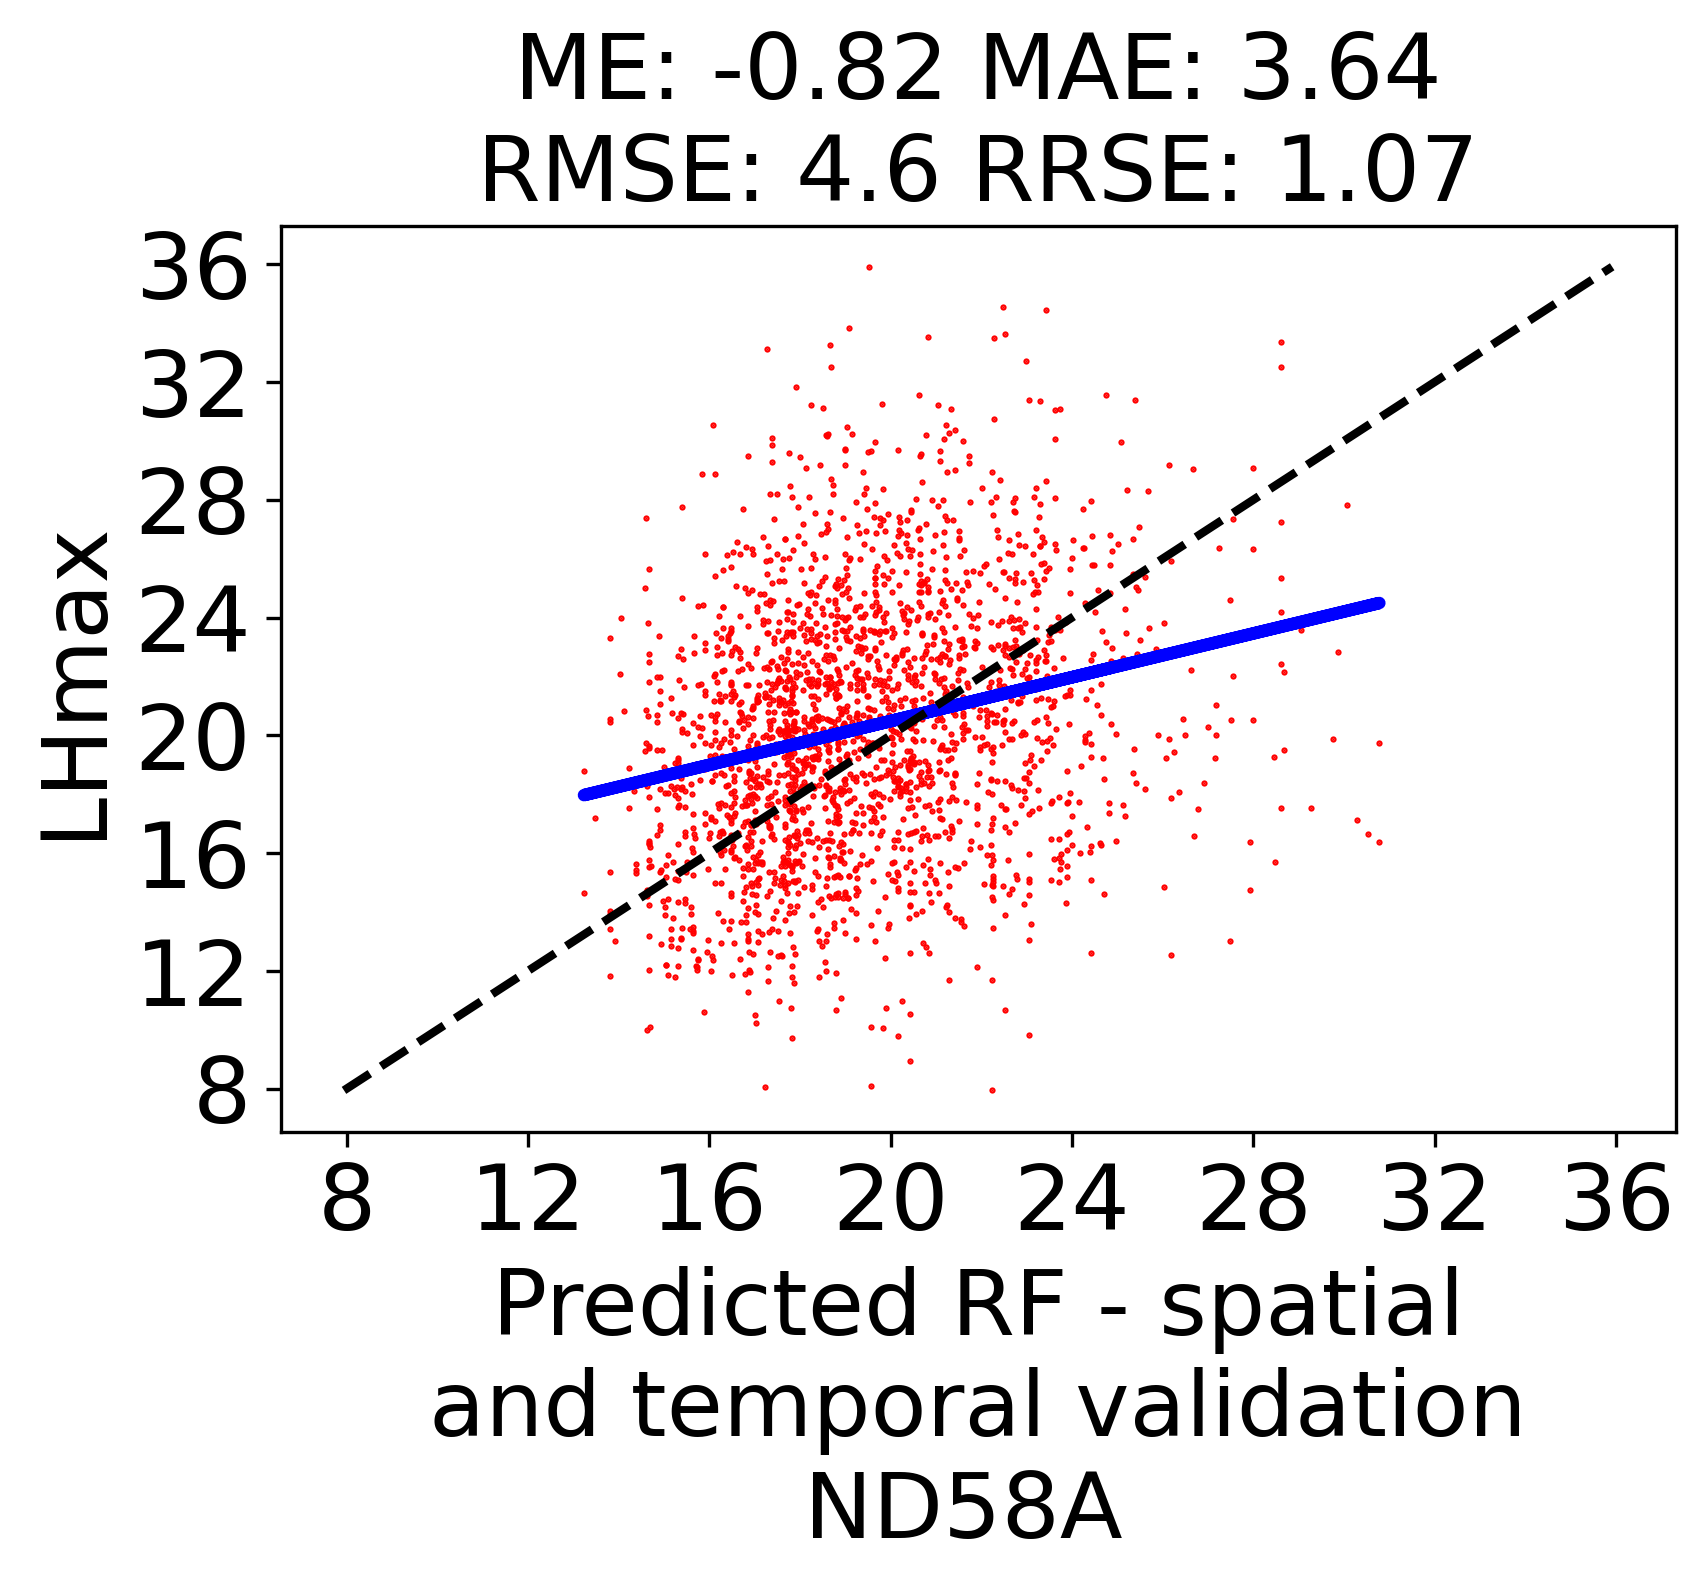 ME: -0.82 MAE: 3.64
RMSE: 4.6 RRSE: 1.07
36
32
28
24
20
16
12
8
LHmax
8 12 16 20 24 28 32 36
Predicted RF - spatial
and temporal validation
ND58A